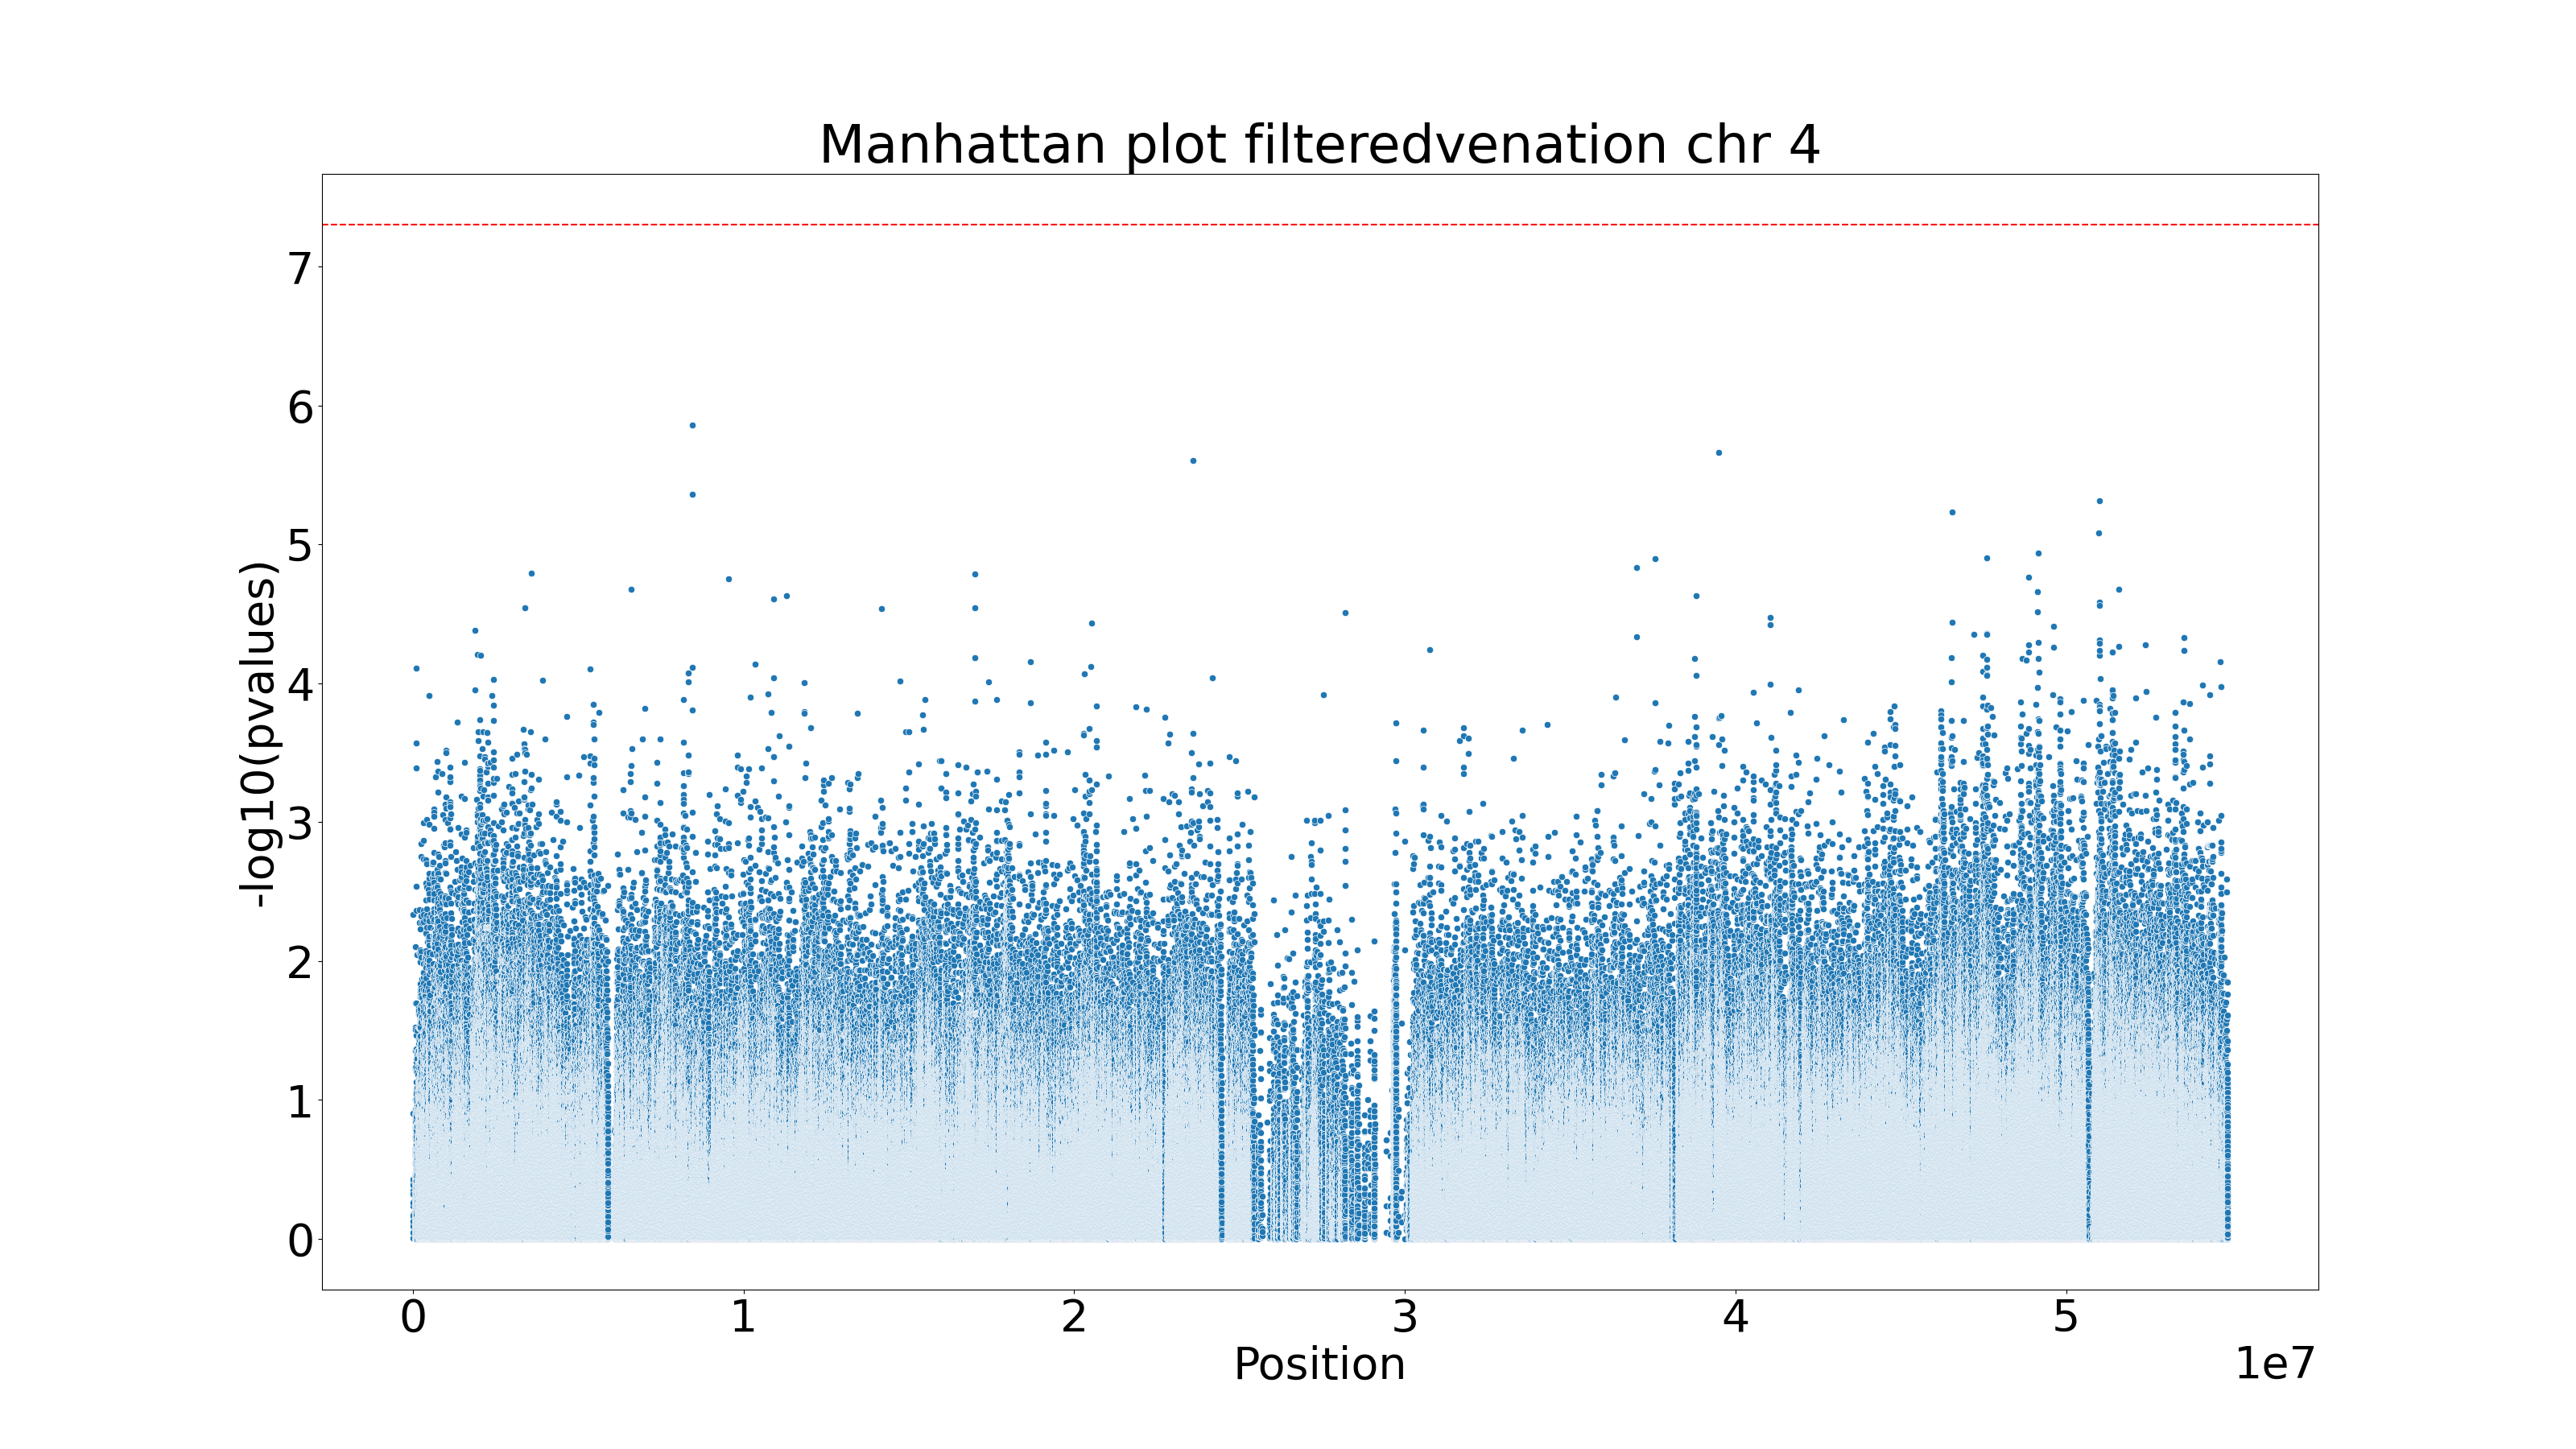 Manhattan plot filteredvenation chr 4
-log10(pvalues)
7
6
5
4
3
2
1
0
0 1 2 3 4 5
Position
1e7